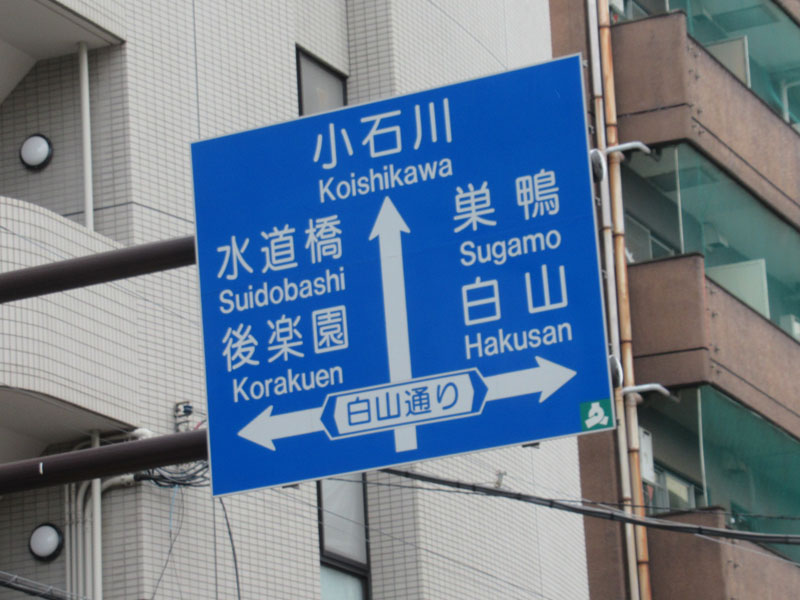 小石川
Koishikawa
水道橋
Suidobashi
後楽園
Korakuen
巣鴨
Sugamo
白山
Hakusan
白山通り